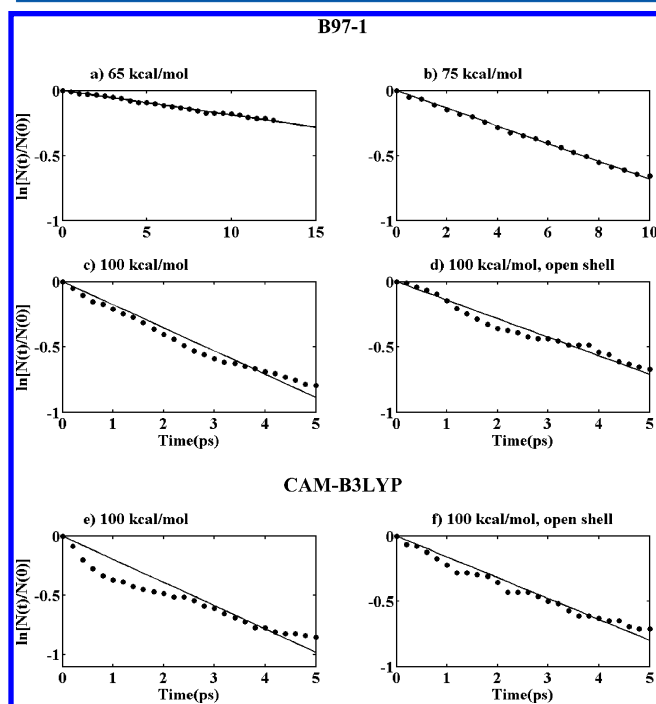 B97-1
a) 65 kcal/mol
ln[N(t)/N(0)]
0
-0.5
-1
0 5 10 15
b) 75 kcal/mol
0
-0.5
-1
0 2 4 6 8 10
c) 100 kcal/mol
ln[N(t)/N(0)]
0
-0.5
-1
0 1 2 3 4 5
Time(ps)
d) 100 kcal/mol, open shell
0
-0.5
-1
0 1 2 3 4 5
Time(ps)
CAM-B3LYP
e) 100 kcal/mol
ln[N(t)/N(0)]
0
-0.5
-1
0 1 2 3 4 5
Time(ps)
f) 100 kcal/mol, open shell
0
-0.5
-1
0 1 2 3 4 5
Time(ps)